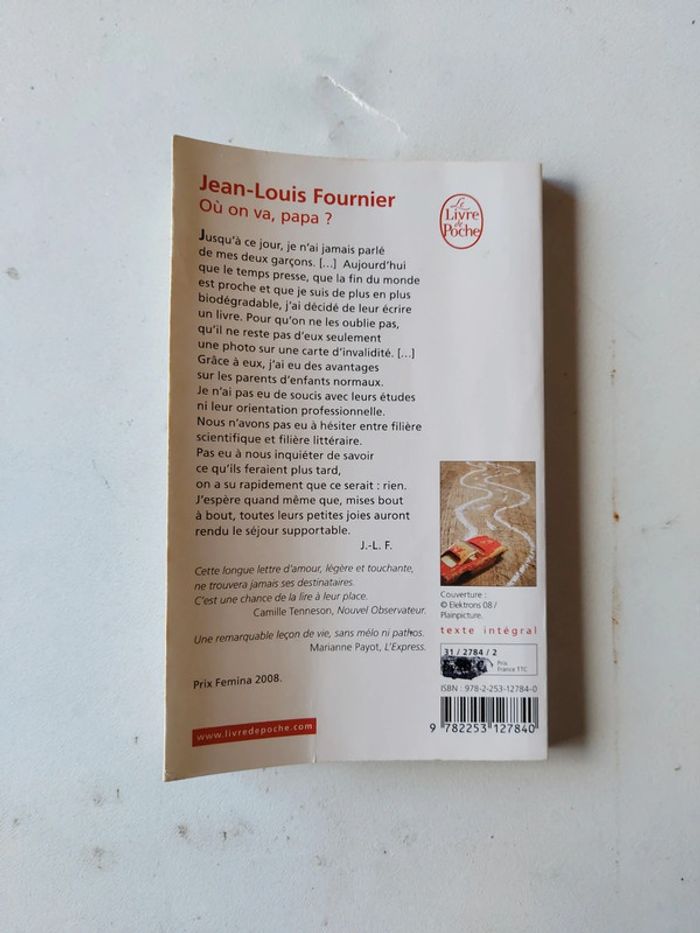 Jean-Louis Fournier
Où on va, papa ?
Le
Livre
de
Poche
Jusqu'à ce jour, je n'ai jamais parlé
de mes deux garçons. [...] Aujourd'hui
que le temps presse, que la fin du monde
est proche et que je suis de plus en plus
biodégradable, j'ai décidé de leur écrire
un livre. Pour qu'on ne les oublie pas,
qu'il ne reste pas d'eux seulement
une photo sur une carte d'invalidité. [...]
Grâce à eux, j'ai eu des avantages
sur les parents d'enfants normaux.
Je n'ai pas eu de soucis avec leurs études
ni leur orientation professionnelle.
Nous n'avons pas eu à hésiter entre filière
scientifique et filière littéraire.
Pas eu à nous inquiéter de savoir
ce qu'ils feraient plus tard,
on a su rapidement que ce serait : rien.
J'espère quand même que, mises bout
à bout, toutes leurs petites joies auront
rendu le séjour supportable.
J.-L. F.
Cette longue lettre d'amour, légère et touchante,
ne trouvera jamais ses destinataires.
C'est une chance de la lire à leur place.
Camille Tenneson, Nouvel Observateur.
Une remarquable leçon de vie, sans mélo ni pathos.
Marianne Payot, L'Express.
Prix Femina 2008.
www.livredepoche.com
Couverture :
© Elektrons 08 /
Plainpicture.
texte intégral
31 / 2784 / 2
Prix
France TTC
ISBN : 978-2-253-12784-0
9 782253 127840